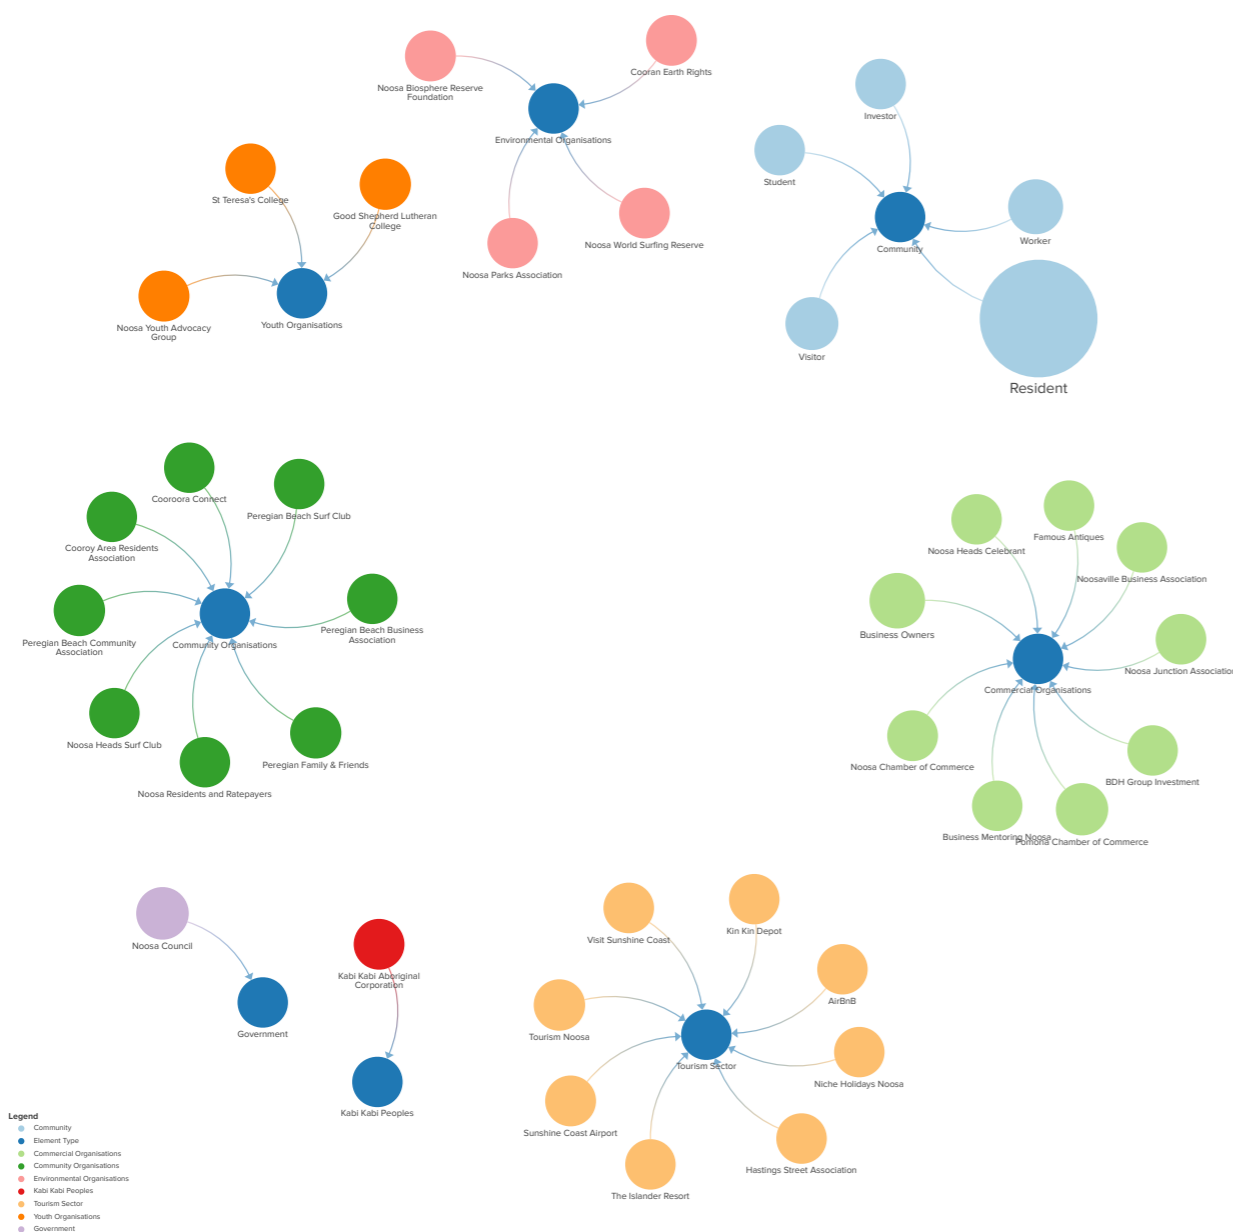 Noosa Biosphere Reserve
Foundation
Cooran Earth Rights
Environmental Organisations
Noosa Parks Association
Noosa World Surfing Reserve
Investor
Student
Community
Worker
Visitor
Resident
St Teresa's College
Good Shepherd Lutheran
College
Noosa Youth Advocacy
Group
Youth Organisations
Cooroora Connect
Peregian Beach Surf Club
Cooroy Area Residents
Association
Peregian Beach Community
Association
Community Organisations
Peregian Beach Business
Association
Noosa Heads Surf Club
Noosa Residents and Ratepayers
Peregian Family & Friends
Famous Antiques
Noosa Heads Celebrant
Noosaville Business Association
Business Owners
Noosa Junction Association
Commercial Organisations
Noosa Chamber of Commerce
BDH Group Investment
Business Mentoring Noosa
Pomona Chamber of Commerce
Noosa Council
Government
Kabi Kabi Aboriginal
Corporation
Kabi Kabi Peoples
Visit Sunshine Coast
Kin Kin Depot
AirBnB
Tourism Noosa
Tourism Sector
Niche Holidays Noosa
Sunshine Coast Airport
Hastings Street Association
The Islander Resort
Legend
Community
Element Type
Commercial Organisations
Community Organisations
Environmental Organisations
Kabi Kabi Peoples
Tourism Sector
Youth Organisations
Government